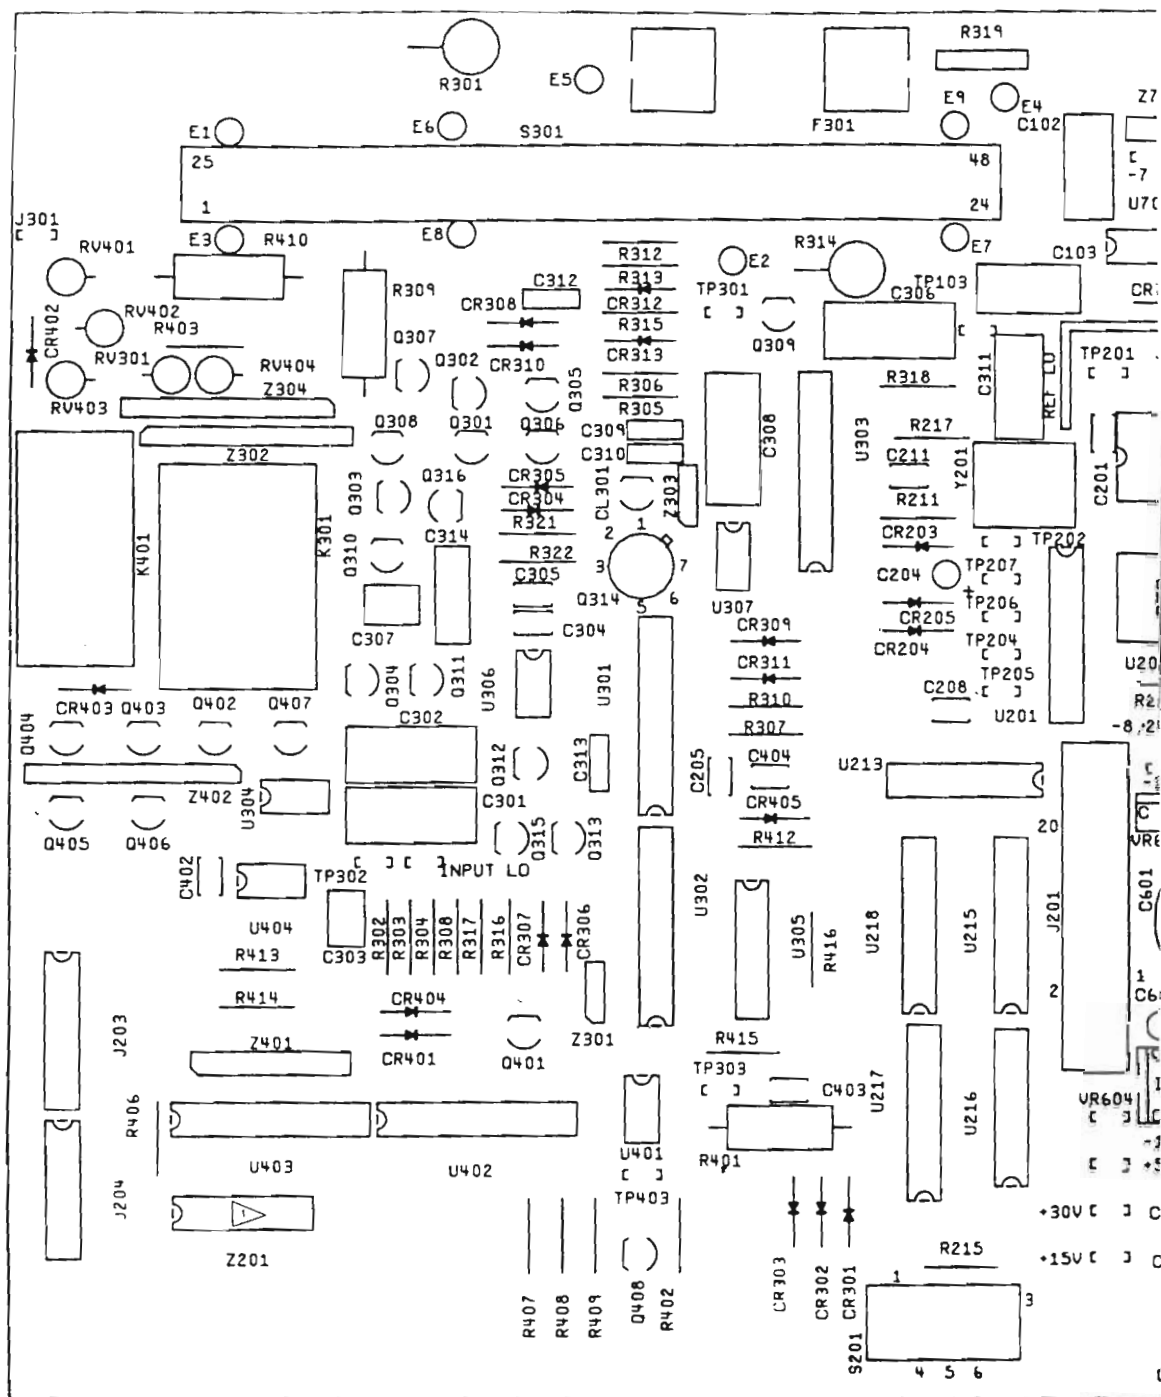 R319
R301
E5
E4
E9
Z7
E1
E6
S301
F301
C102
25
48
-7
1
24
U70
J301
E3
R410
E8
E7
RV401
R312
E2
R314
C103
R313
TP301
TP103
C312
R309
CR308
CR312
C306
CR402
RV402
R403
R315
Q307
Q309
CR313
TP201
RV301
RV404
Q302
CR310
Q305
R306
R318
C311
REF LO
RV403
Z304
R305
Q308
Q301
Q306
C309
C308
U303
R217
Z302
C310
C211
Y201
C201
Q303
Q316
CR305
CL301
Z303
CR304
R211
K401
K301
Q310
C314
R321
2
1
CR203
TP202
R322
3
7
TP207
C305
C204
+
Q314
5
6
U307
TP206
C307
C304
CR309
CR205
CR204
TP204
Q304
Q311
U306
U301
CR311
TP205
U20
R310
C208
CR403
Q403
Q402
Q407
C302
R307
U201
Q404
Q312
C313
C205
C404
U213
Z402
U304
C301
CR405
20
Q405
Q406
Q315
Q313
R412
VR6
INPUT LO
C402
TP302
U404
C303
R302
R303
R304
R308
R317
R316
CR307
CR306
U302
U305
R416
U218
U215
J201
C601
R413
1
2
C60
R414
CR404
J203
Z401
CR401
Q401
Z301
R415
TP303
C403
U217
U216
VR604
R406
U403
U402
U401
R401
J204
TP403
+30V
Z201
+15V
R215
R407
R408
R409
Q408
R402
CR303
CR302
CR301
1
3
S201
4 5 6